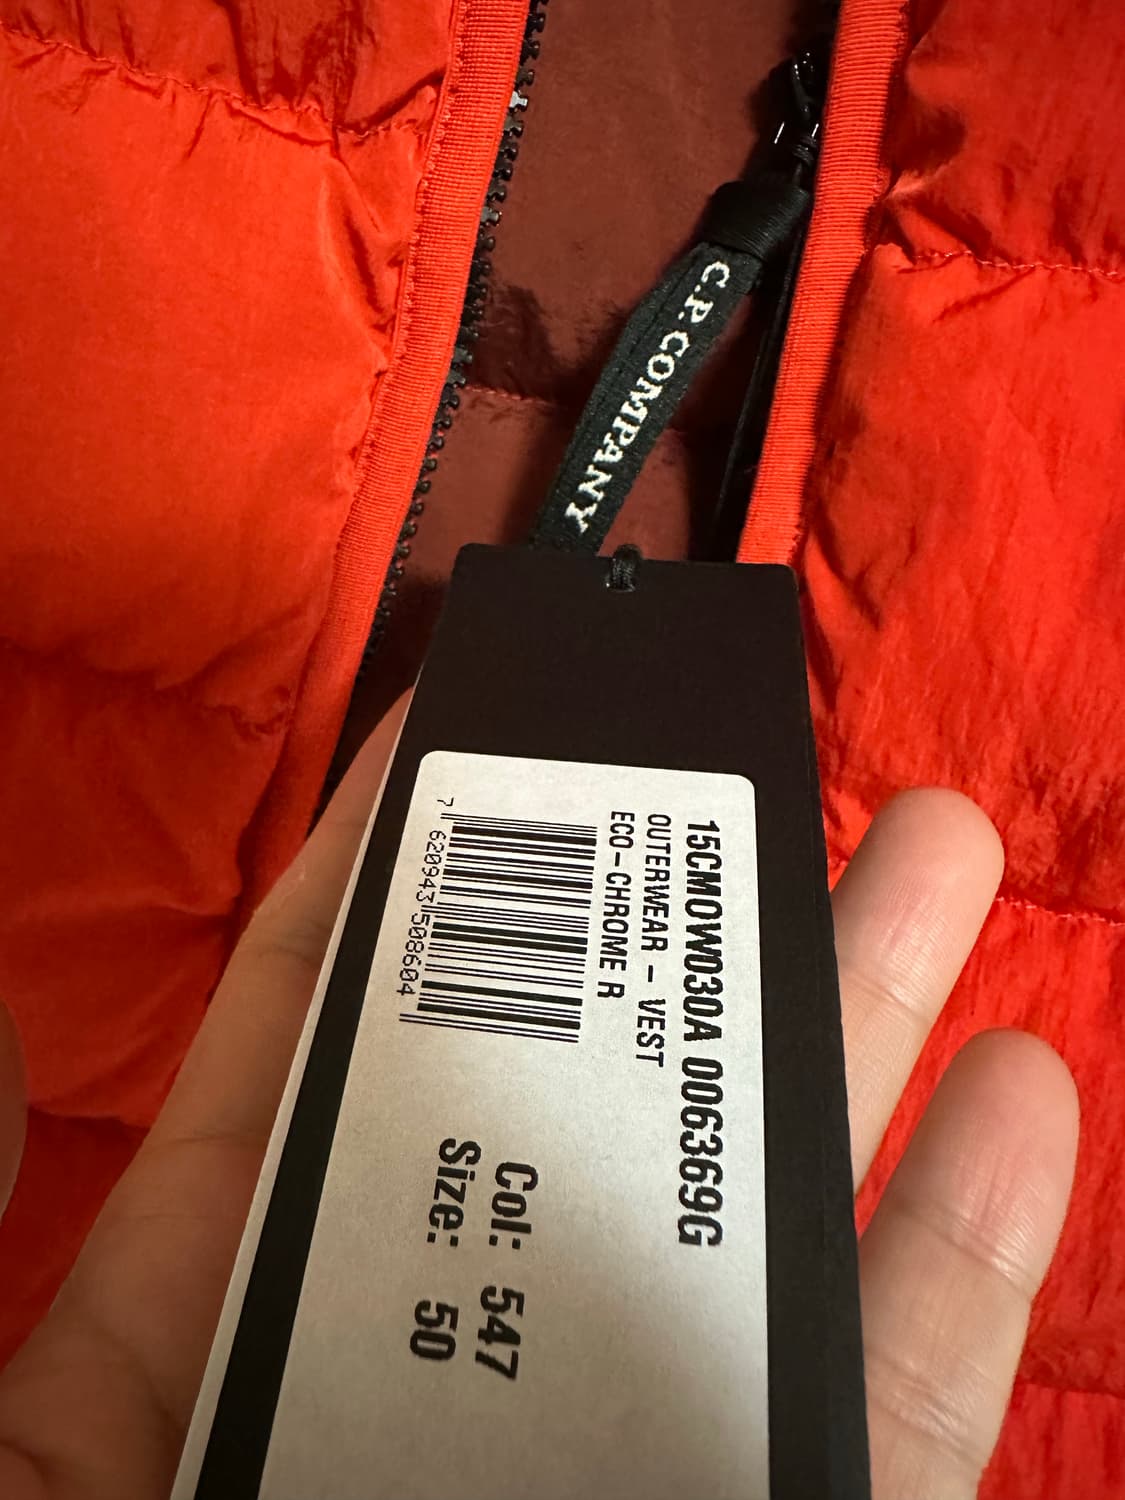 C.P. COMPANY
15CMOW030A 006369G
OUTERWEAR - VEST
ECO-CHROME R
7 620943 508604
Col: 547
Size: 50